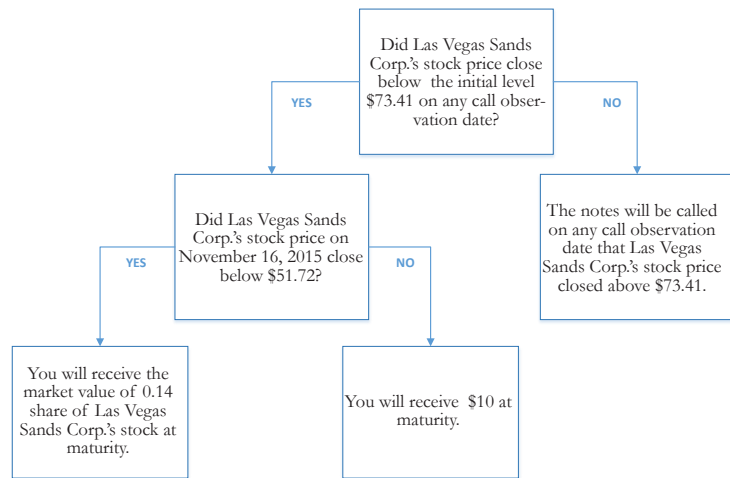 Did Las Vegas Sands
Corp.'s stock price close
below the initial level
$73.41 on any call obser-
vation date?
YES
NO
Did Las Vegas Sands
Corp.'s stock price on
November 16, 2015 close
below $51.72?
The notes will be called
on any call observation
date that Las Vegas
Sands Corp.'s stock price
closed above $73.41.
YES
NO
You will receive the
market value of 0.14
share of Las Vegas
Sands Corp.'s stock at
maturity.
You will receive $10 at
maturity.